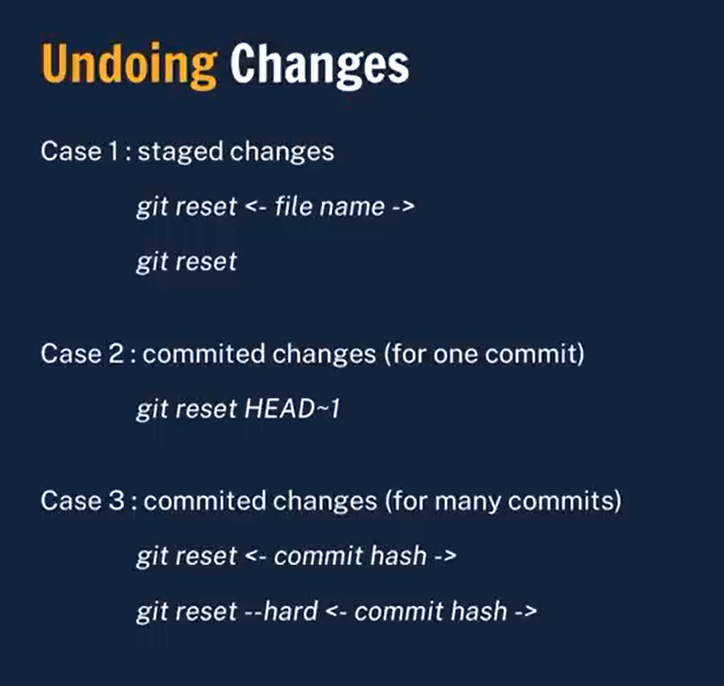 Undoing Changes
Case 1 : staged changes
git reset <- file name ->
git reset
Case 2 : commited changes (for one commit)
git reset HEAD~1
Case 3 : commited changes (for many commits)
git reset <- commit hash ->
git reset --hard <- commit hash ->